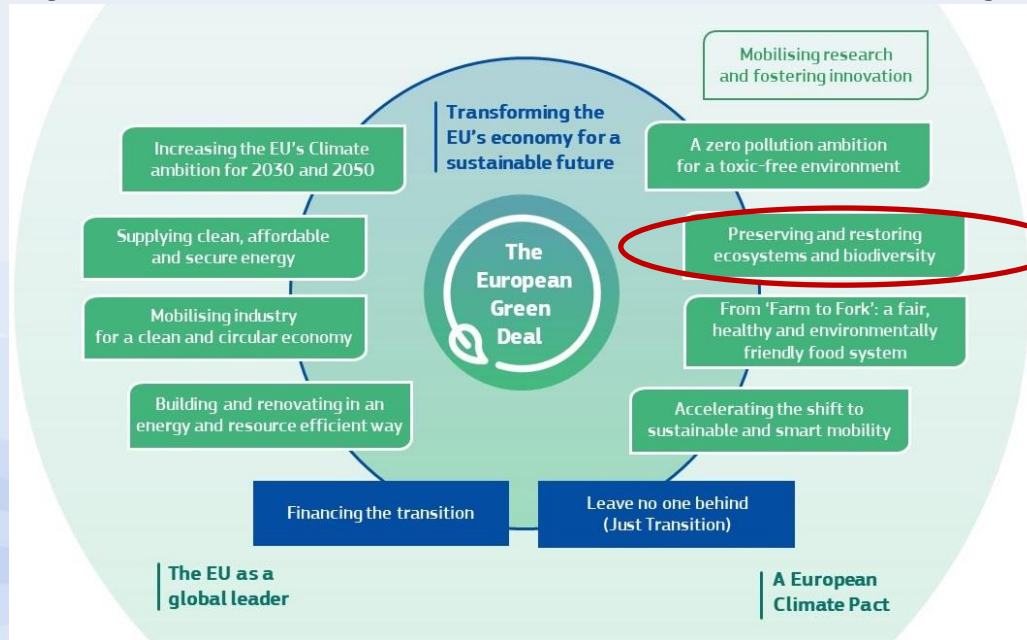 Mobilising research
and fostering innovation
Transforming the
EU's economy for a
sustainable future
Increasing the EU's Climate
ambition for 2030 and 2050
A zero pollution ambition
for a toxic-free environment
Supplying clean, affordable
and secure energy
The
European
Green
Deal
Preserving and restoring
ecosystems and biodiversity
Mobilising industry
for a clean and circular economy
From ‘Farm to Fork’: a fair,
healthy and environmentally
friendly food system
Building and renovating in an
energy and resource efficient way
Accelerating the shift to
sustainable and smart mobility
Financing the transition
Leave no one behind
(Just Transition)
The EU as a
global leader
A European
Climate Pact